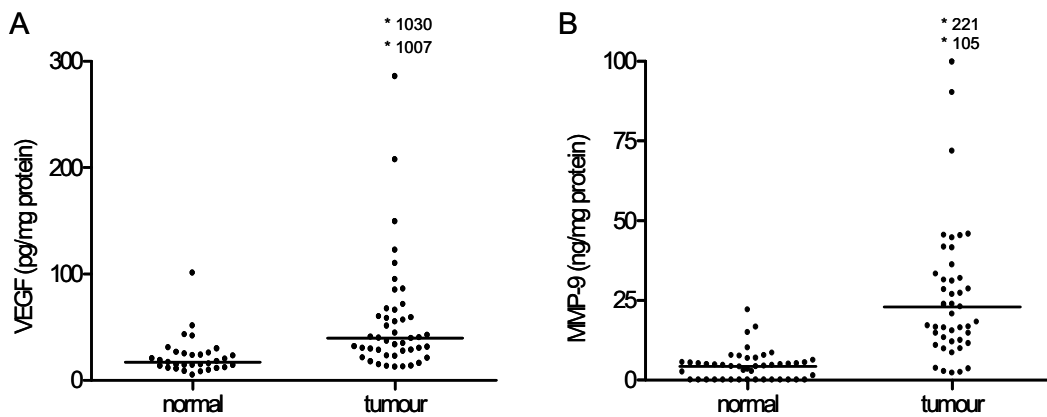 A
* 1030
* 1007
300
200
100
0
VEGF (pg/mg protein)
normal tumour
B
* 221
* 105
100
75
50
25
0
MMP-9 (ng/mg protein)
normal tumour